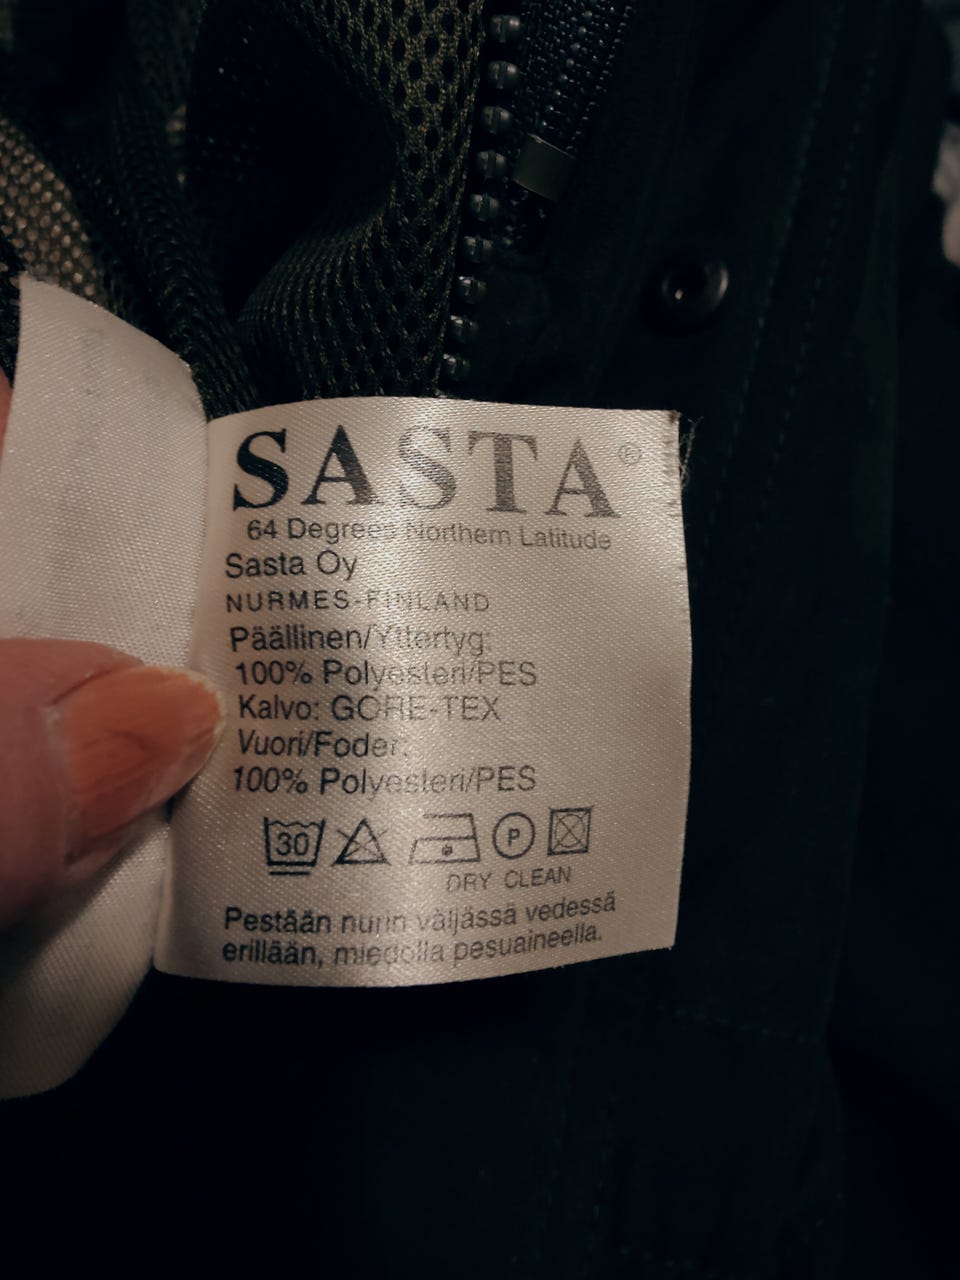 SASTA®
64 Degrees Northern Latitude
Sasta Oy
NURMES-FINLAND
Päällinen/Yttertyg:
100% Polyesteri/PES
Kalvo: GORE-TEX
Vuori/Foder:
100% Polyesteri/PES
30 P
DRY CLEAN
Pestään nurin väljässä vedessä
erillään, miedolla pesuaineella.